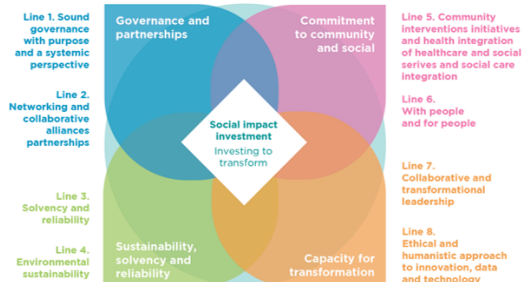 Line 1. Sound
governance
with purpose
and a systemic
perspective
Line 2.
Networking and
collaborative
alliances
partnerships
Line 3.
Solvency and
reliability
Line 4.
Environmental
sustainability
Governance and
partnerships
Commitment
to community
and social
Social impact
investment
Investing to
transform
Sustainability,
solvency and
reliability
Capacity for
transformation
Line 5. Community
interventions initiatives
and health integration
of healthcare and social
serives and social care
integration
Line 6.
With people
and for people
Line 7.
Collaborative and
transformational
leadership
Line 8.
Ethical and
humanistic approach
to innovation, data
and technology